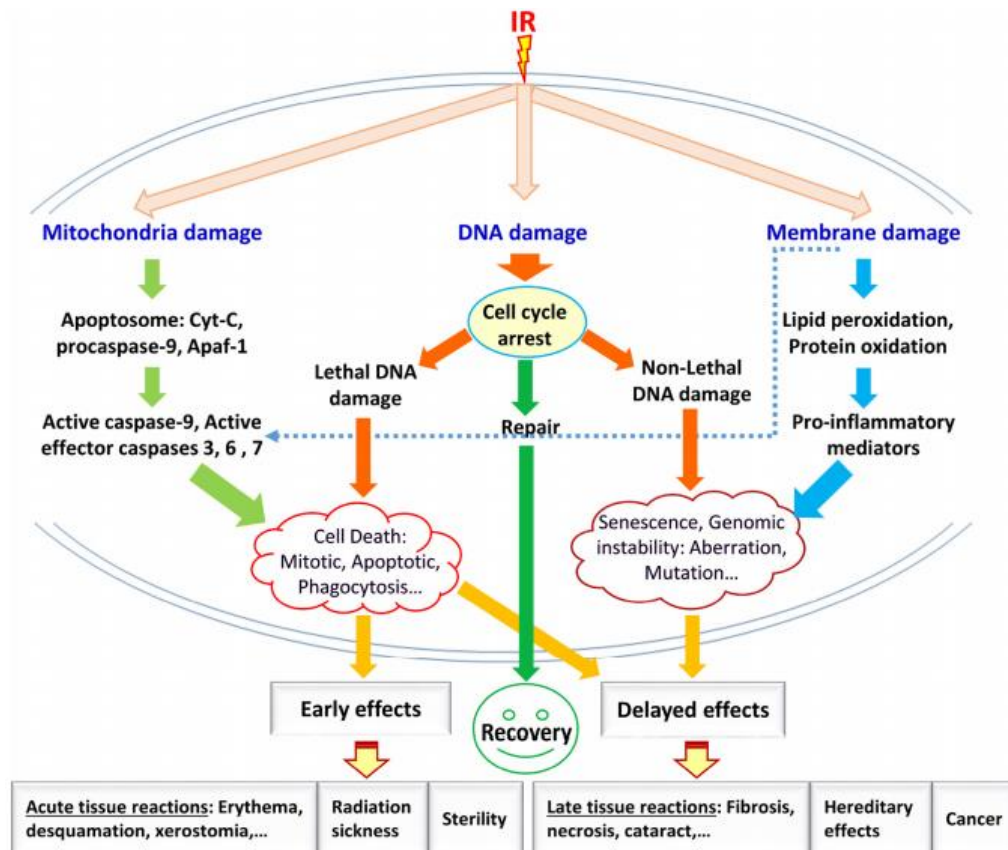 IR
Mitochondria damage
DNA damage
Membrane damage
Apoptosome: Cyt-C,
procaspase-9, Apaf-1
Cell cycle
arrest
Lipid peroxidation,
Protein oxidation
Lethal DNA
damage
Non-Lethal
DNA damage
Active caspase-9, Active
effector caspases 3, 6 , 7
Repair
Pro-inflammatory
mediators
Cell Death:
Mitotic, Apoptotic,
Phagocytosis...
Senescence, Genomic
instability: Aberration,
Mutation...
Early effects
Recovery
Delayed effects
Acute tissue reactions: Erythema,
desquamation, xerostomia,...
Radiation
sickness
Sterility
Late tissue reactions: Fibrosis,
necrosis, cataract,...
Hereditary
effects
Cancer